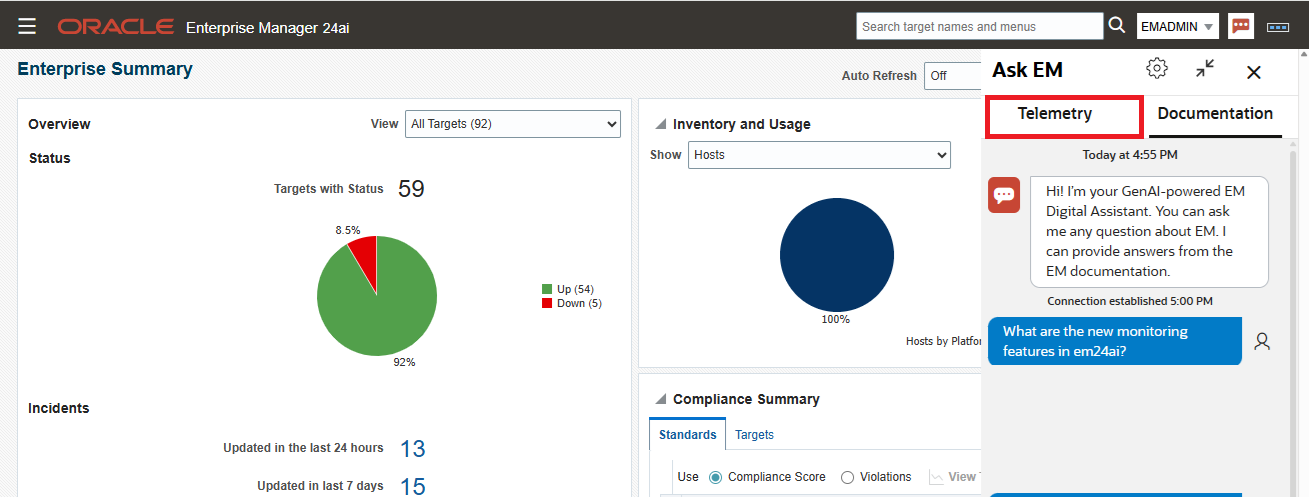 ORACLE Enterprise Manager 24ai
Search target names and menus
EMADMIN
Enterprise Summary
Auto Refresh Off
Overview
View All Targets (92)
Status
Targets with Status 59
8.5%
92%
Up (54)
Down (5)
Incidents
Updated in the last 24 hours 13
Updated in last 7 days 15
Inventory and Usage
Show Hosts
100%
Hosts by Platfor
Compliance Summary
Standards Targets
Use Compliance Score Violations View
Ask EM
Telemetry Documentation
Today at 4:55 PM
Hi! I'm your GenAI-powered EM
Digital Assistant. You can ask
me any question about EM. I
can provide answers from the
EM documentation.
Connection established 5:00 PM
What are the new monitoring
features in em24ai?